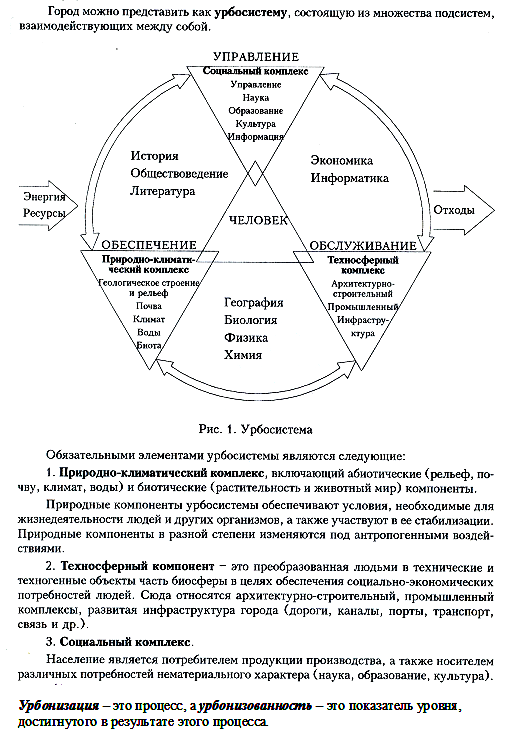 Город можно представить как урбосистему, состоящую из множества подсистем,
взаимодействующих между собой.
УПРАВЛЕНИЕ
Социальный комплекс
Управление
Наука
Образование
Культура
Информация
История
Обществоведение
Литература
Экономика
Информатика
Энергия
Ресурсы
Отходы
ЧЕЛОВЕК
ОБЕСПЕЧЕНИЕ
Природно-климати-
ческий комплекс
Геологическое строение
и рельеф
Почва
Климат
Воды
Биота
ОБСЛУЖИВАНИЕ
Техносферный
комплекс
Архитектурно-
строительный
Промышленный
Инфрастру-
ктура
География
Биология
Физика
Химия
Рис. 1. Урбосистема
Обязательными элементами урбосистемы являются следующие:
1. Природно-климатический комплекс, включающий абиотические (рельеф, по-
чву, климат, воды) и биотические (растительность и животный мир) компоненты.
Природные компоненты урбосистемы обеспечивают условия, необходимые для
жизнедеятельности людей и других организмов, а также участвуют в ее стабилизации.
Природные компоненты в разной степени изменяются под антропогенными воздей-
ствиями.
2. Техносферный компонент – это преобразованная людьми в технические и
техногенные объекты часть биосферы в целях обеспечения социально-экономических
потребностей людей. Сюда относятся архитектурно-строительный, промышленный
комплексы, развитая инфраструктура города (дороги, каналы, порты, транспорт,
связь и др.).
3. Социальный комплекс.
Население является потребителем продукции производства, а также носителем
различных потребностей нематериального характера (наука, образование, культура).
Урбонизация – это процесс, а урбонизованность – это показатель уровня,
достигнутого в результате этого процесса.